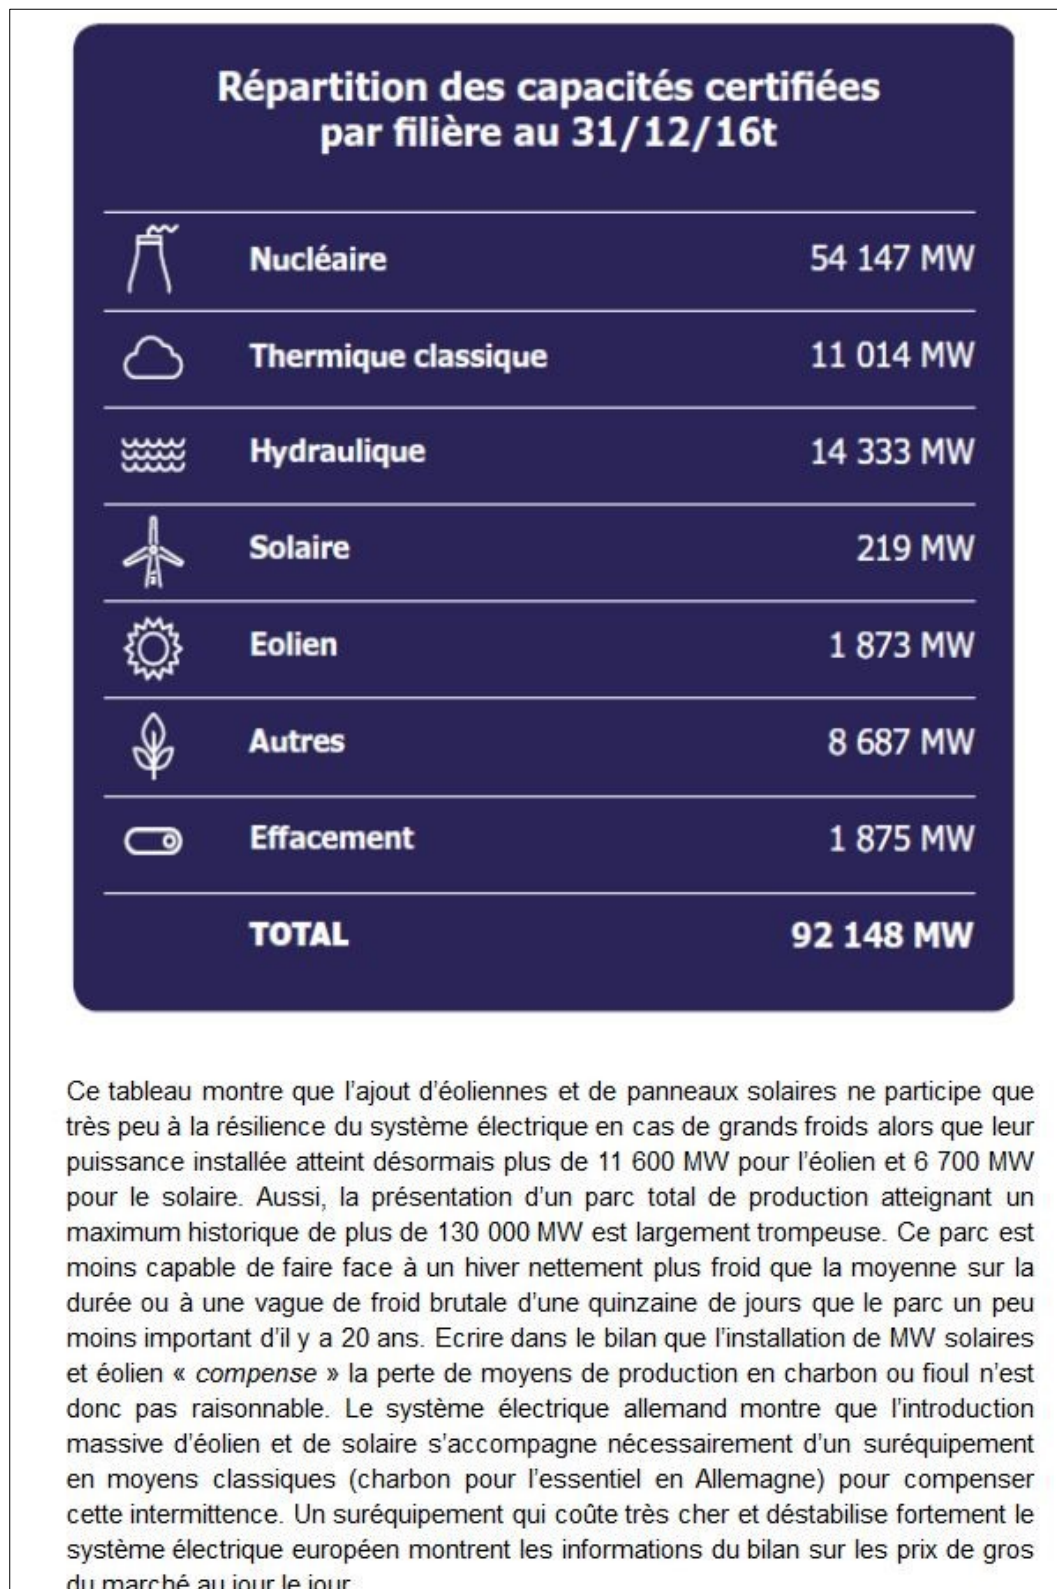 Répartition des capacités certifiées
par filière au 31/12/16t
Nucléaire 54 147 MW
Thermique classique 11 014 MW
Hydraulique 14 333 MW
Solaire 219 MW
Eolien 1 873 MW
Autres 8 687 MW
Effacement 1 875 MW
TOTAL 92 148 MW
Ce tableau montre que l'ajout d'éoliennes et de panneaux solaires ne participe que
très peu à la résilience du système électrique en cas de grands froids alors que leur
puissance installée atteint désormais plus de 11 600 MW pour l'éolien et 6 700 MW
pour le solaire. Aussi, la présentation d'un parc total de production atteignant un
maximum historique de plus de 130 000 MW est largement trompeuse. Ce parc est
moins capable de faire face à un hiver nettement plus froid que la moyenne sur la
durée ou à une vague de froid brutale d'une quinzaine de jours que le parc un peu
moins important d'il y a 20 ans. Ecrire dans le bilan que l'installation de MW solaires
et éolien « compense » la perte de moyens de production en charbon ou fioul n'est
donc pas raisonnable. Le système électrique allemand montre que l'introduction
massive d'éolien et de solaire s'accompagne nécessairement d'un suréquipement
en moyens classiques (charbon pour l'essentiel en Allemagne) pour compenser
cette intermittence. Un suréquipement qui coûte très cher et déstabilise fortement le
système électrique européen montrent les informations du bilan sur les prix de gros
du marché au jour le jour